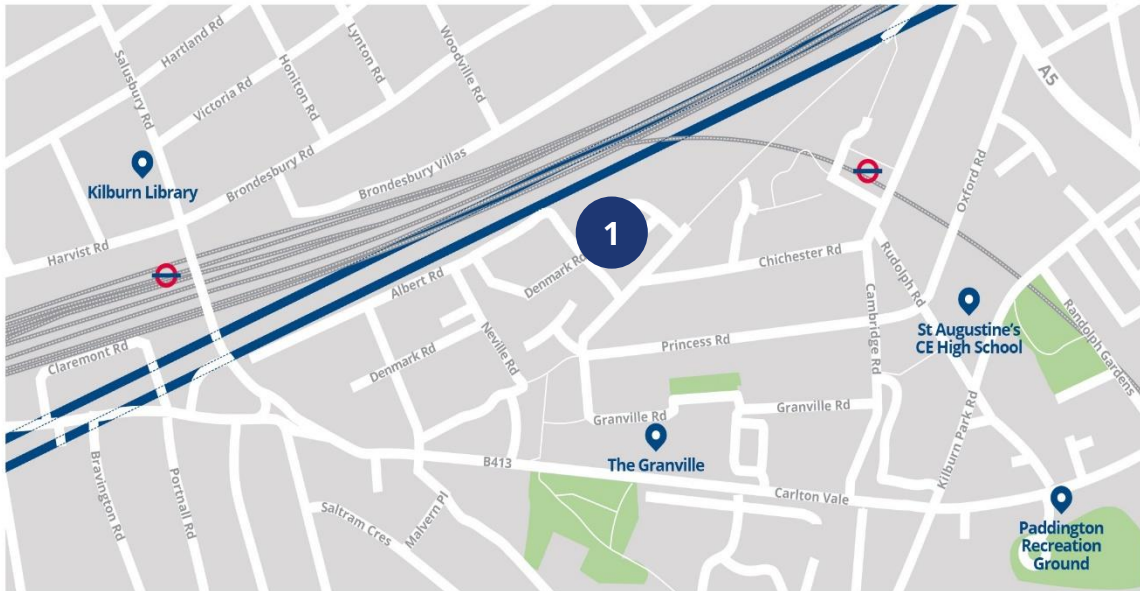 Salusbury Rd
Hartland Rd
Lynton Rd
Woodville Rd
Victoria Rd
Honiton Rd
A5
Kilburn Library
Brondesbury Rd
Brondesbury Villas
Oxford Rd
Harvist Rd
1
Albert Rd
Denmark Rd
Chichester Rd
Rudolph Rd
Cambridge Rd
St Augustine's
CE High School
Randolph Gardens
Claremont Rd
Neville Rd
Denmark Rd
Princess Rd
Granville Rd
Granville Rd
Kilburn Park Rd
The Granville
B413
Carlton Vale
Bravington Rd
Portnall Rd
Saltram Cres
Malvern Pl
Paddington
Recreation
Ground